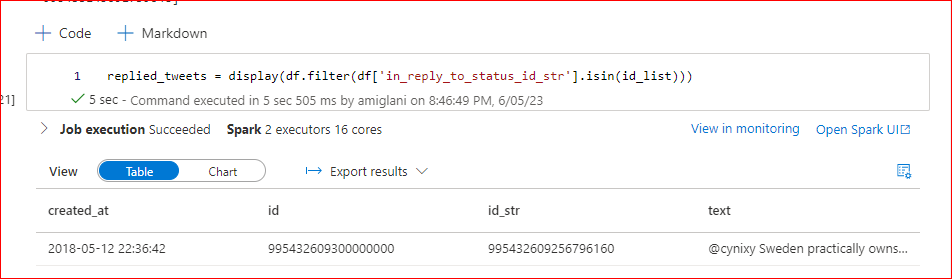 Code Markdown
1 replied_tweets = display(df.filter(df['in_reply_to_status_id_str'].isin(id_list)))
21] 5 sec - Command executed in 5 sec 505 ms by amiglani on 8:46:49 PM, 6/05/23
Job execution Succeeded Spark 2 executors 16 cores View in monitoring Open Spark UI
View Table Chart Export results
created_at id id_str text
2018-05-12 22:36:42 995432609300000000 995432609256796160 @cynixy Sweden practically owns...